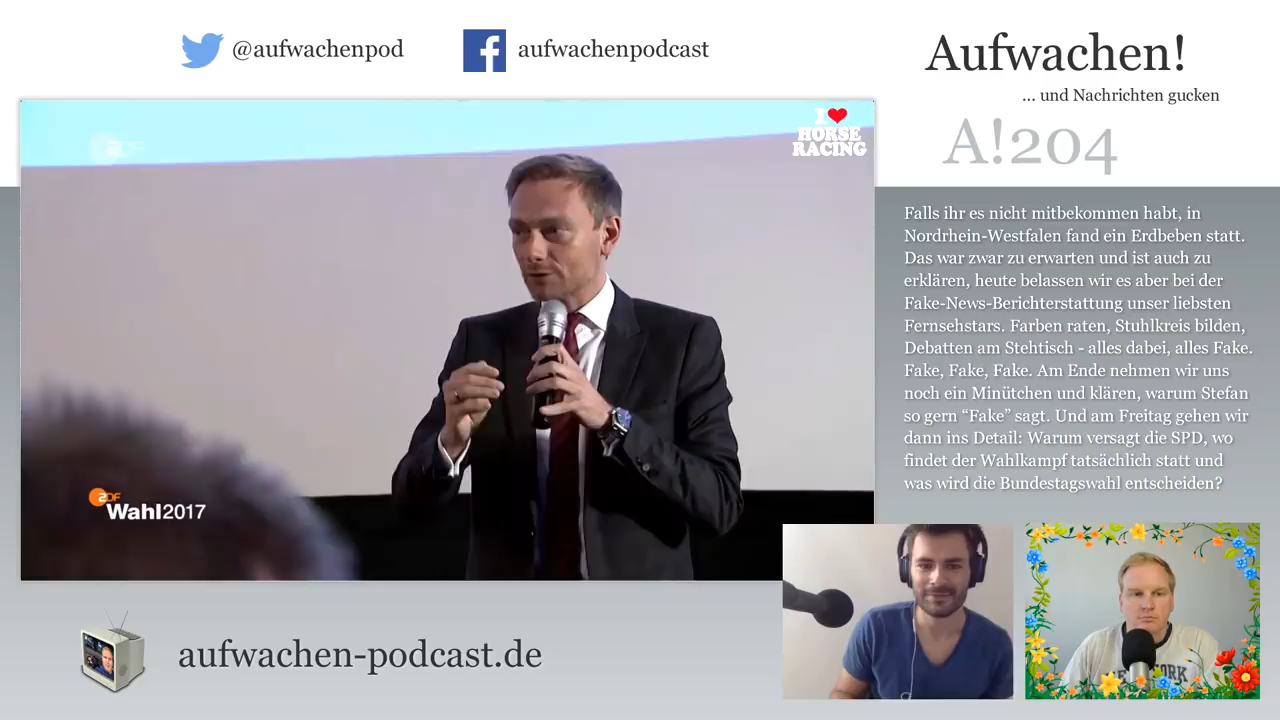 @aufwachenpod
aufwachenpodcast
Aufwachen!
... und Nachrichten gucken
A!204
ZDF
I
HORSE
RACING
Falls ihr es nicht mitbekommen habt, in
Nordrhein-Westfalen fand ein Erdbeben statt.
Das war zwar zu erwarten und ist auch zu
erklären, heute belassen wir es aber bei der
Fake-News-Berichterstattung unser liebsten
Fernsehstars. Farben raten, Stuhlkreis bilden,
Debatten am Stehtisch - alles dabei, alles Fake.
Fake, Fake, Fake. Am Ende nehmen wir uns
noch ein Minütchen und klären, warum Stefan
so gern “Fake” sagt. Und am Freitag gehen wir
dann ins Detail: Warum versagt die SPD, wo
findet der Wahlkampf tatsächlich statt und
was wird die Bundestagswahl entscheiden?
ZDF
Wahl2017
aufwachen-podcast.de